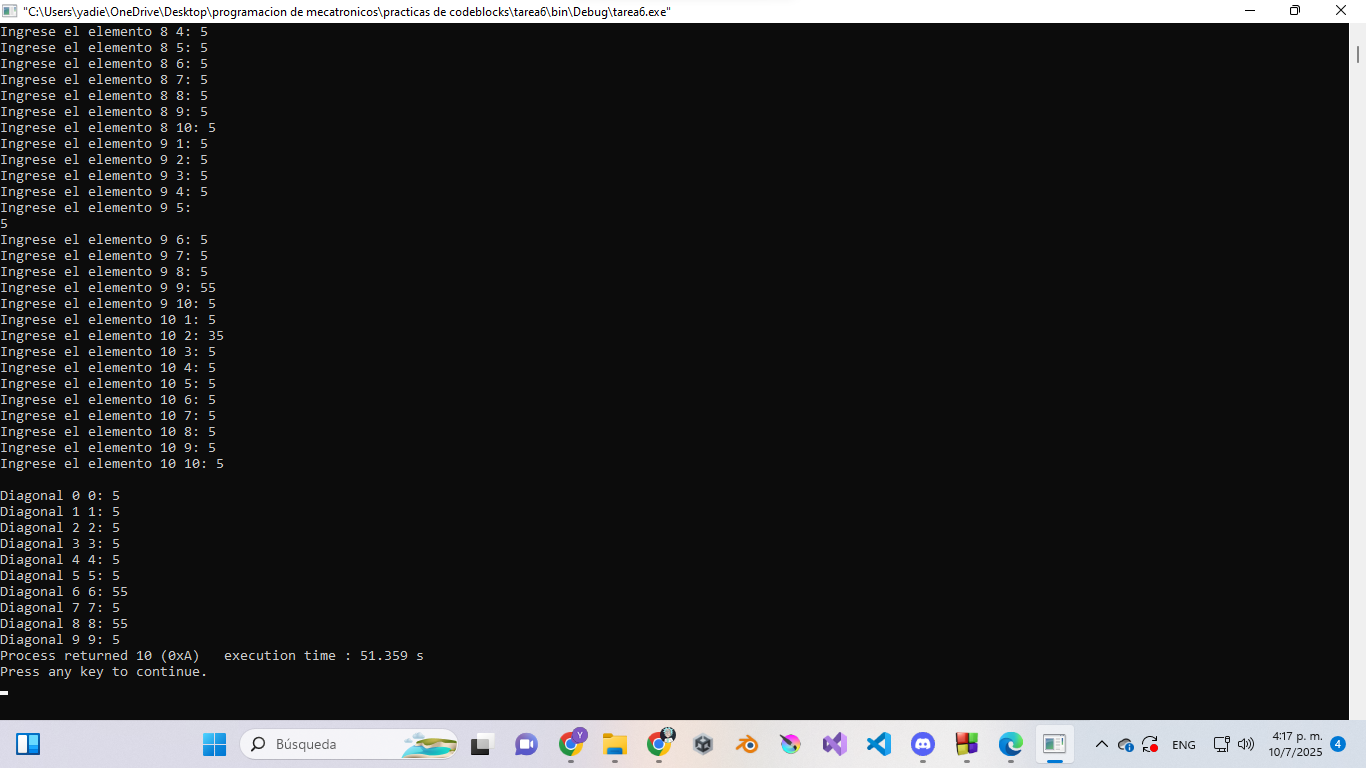 "C:\Users\yadie\OneDrive\Desktop\programacion de mecatronicos\practicas de codeblocks\tarea6\bin\Debug\tarea6.exe"
Ingrese el elemento 8 4: 5
Ingrese el elemento 8 5: 5
Ingrese el elemento 8 6: 5
Ingrese el elemento 8 7: 5
Ingrese el elemento 8 8: 5
Ingrese el elemento 8 9: 5
Ingrese el elemento 8 10: 5
Ingrese el elemento 9 1: 5
Ingrese el elemento 9 2: 5
Ingrese el elemento 9 3: 5
Ingrese el elemento 9 4: 5
Ingrese el elemento 9 5:
5
Ingrese el elemento 9 6: 5
Ingrese el elemento 9 7: 5
Ingrese el elemento 9 8: 5
Ingrese el elemento 9 9: 55
Ingrese el elemento 9 10: 5
Ingrese el elemento 10 1: 5
Ingrese el elemento 10 2: 35
Ingrese el elemento 10 3: 5
Ingrese el elemento 10 4: 5
Ingrese el elemento 10 5: 5
Ingrese el elemento 10 6: 5
Ingrese el elemento 10 7: 5
Ingrese el elemento 10 8: 5
Ingrese el elemento 10 9: 5
Ingrese el elemento 10 10: 5
Diagonal 0 0: 5
Diagonal 1 1: 5
Diagonal 2 2: 5
Diagonal 3 3: 5
Diagonal 4 4: 5
Diagonal 5 5: 5
Diagonal 6 6: 55
Diagonal 7 7: 5
Diagonal 8 8: 55
Diagonal 9 9: 5
Process returned 10 (0xA)   execution time : 51.359 s
Press any key to continue.
Búsqueda
Y
ENG
4:17 p. m.
10/7/2025
4